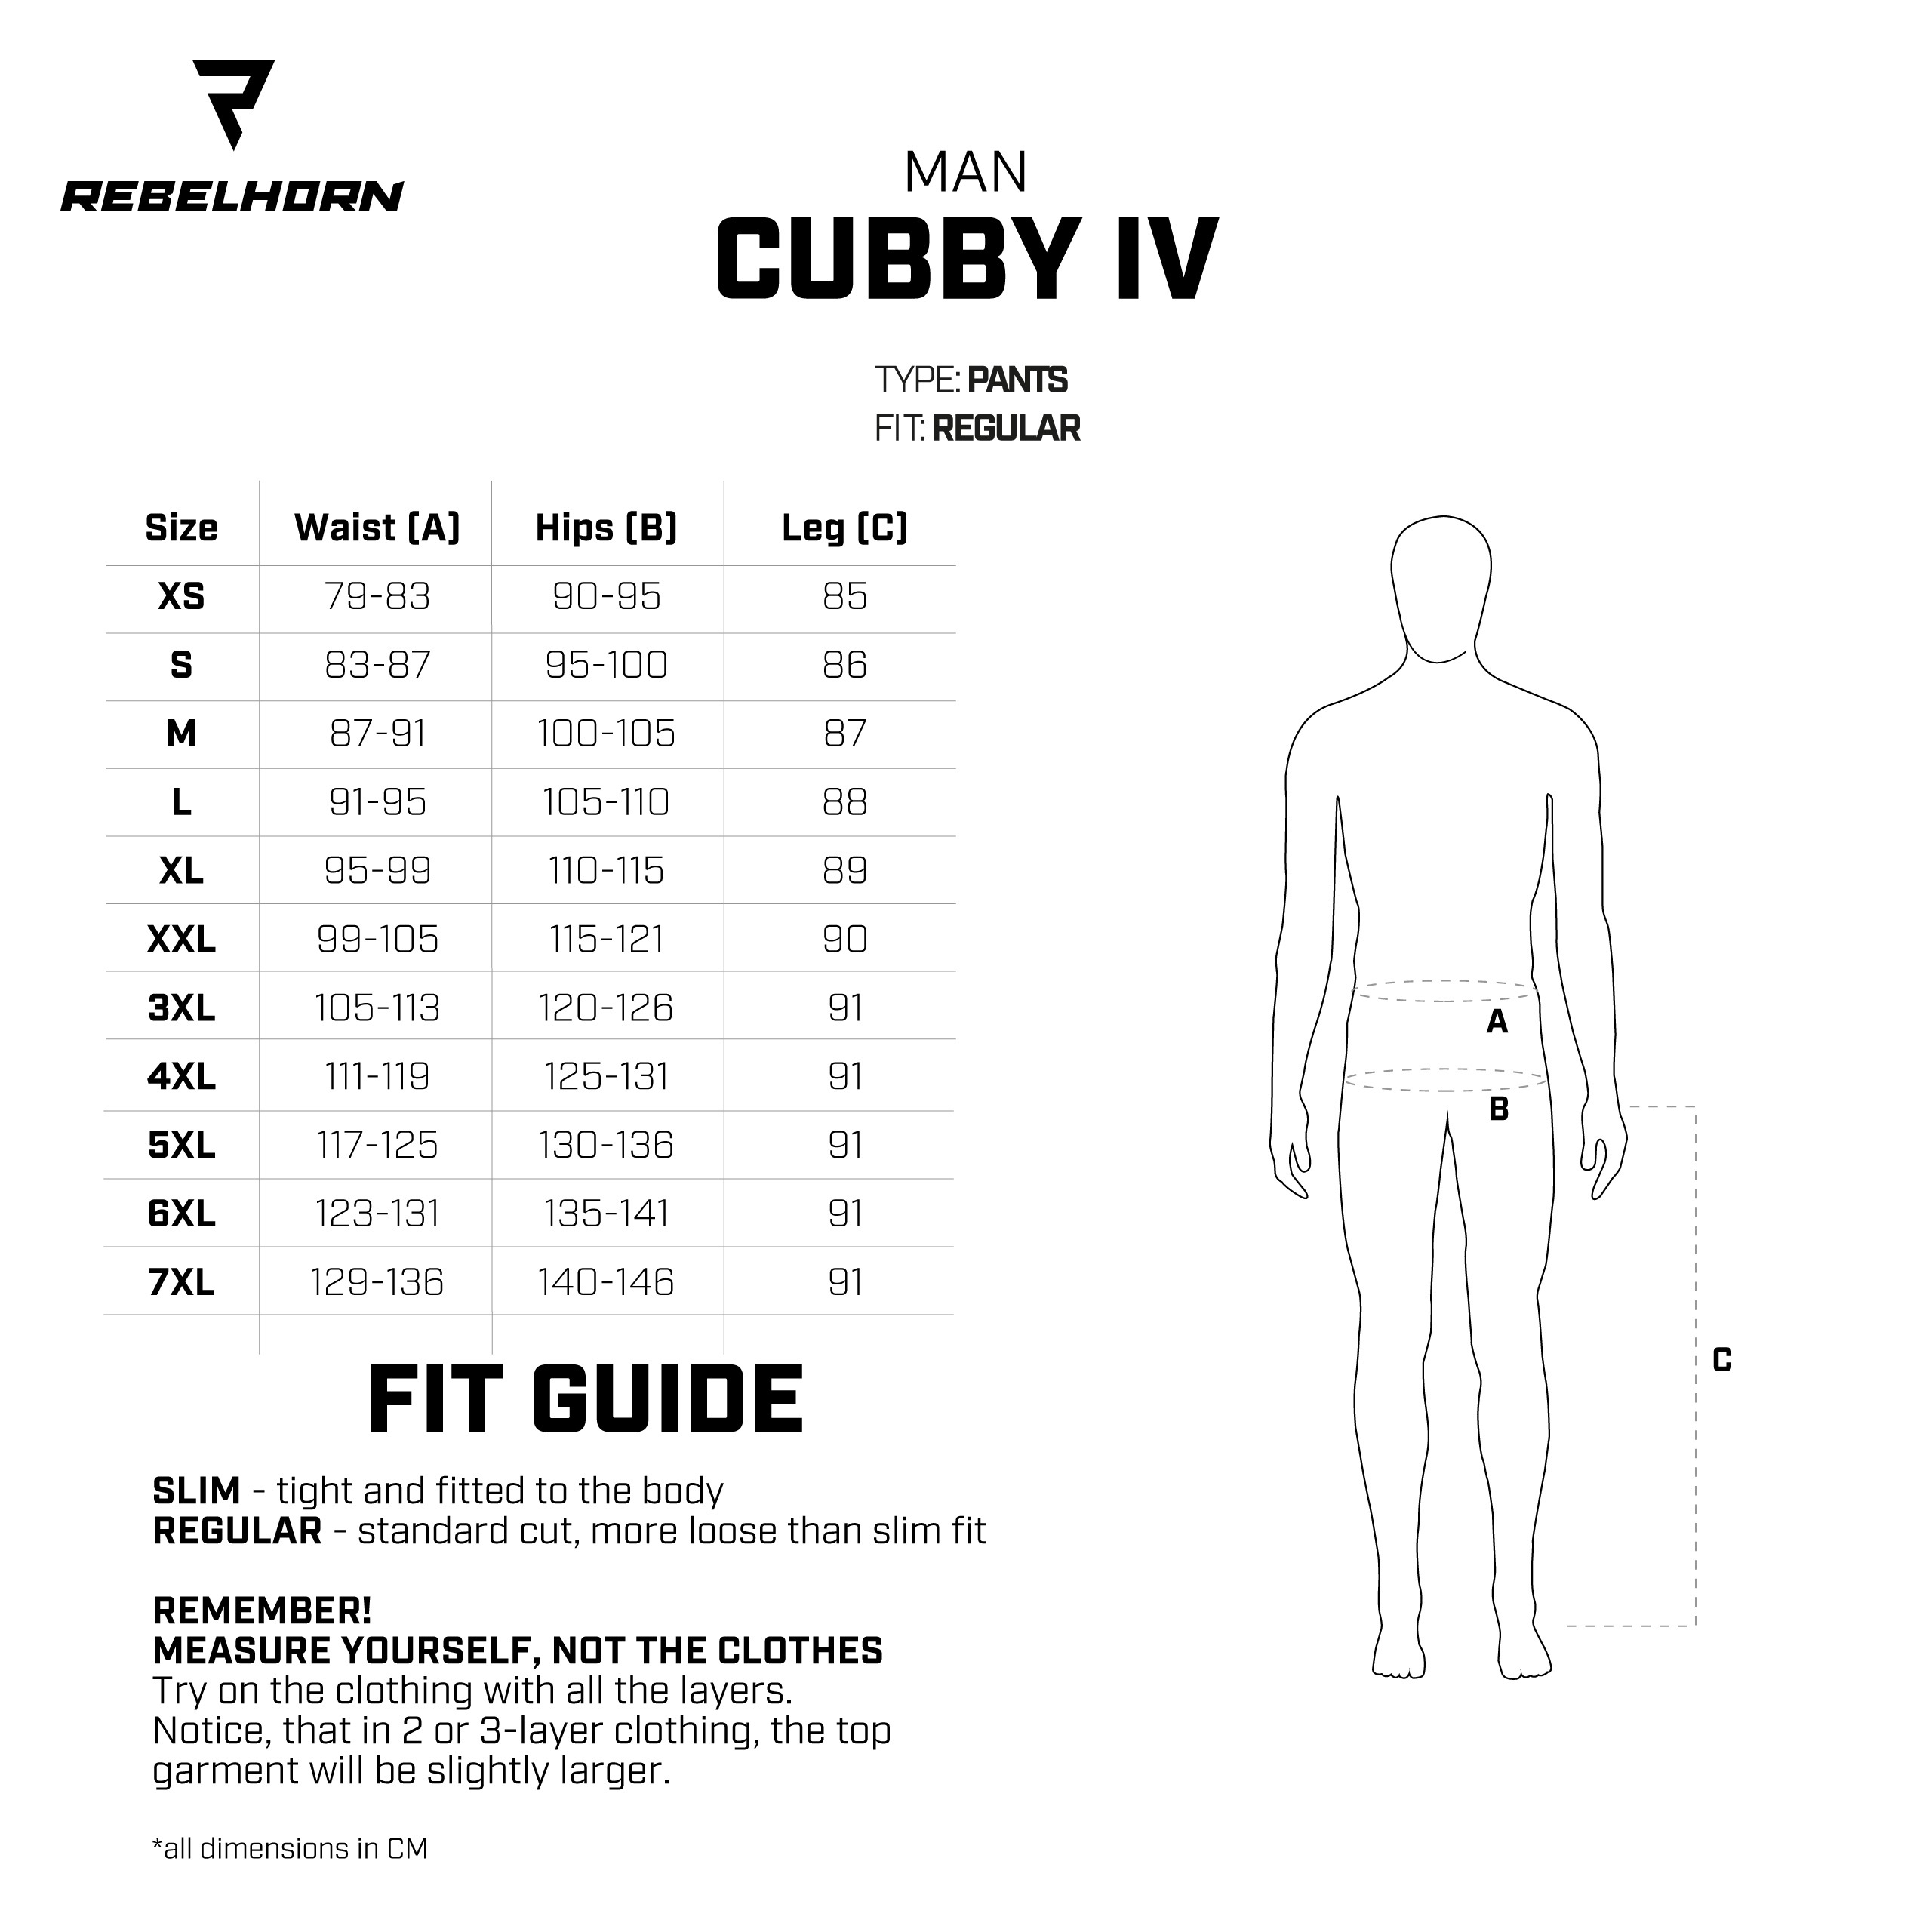 REBELHORN
MAN
CUBBY IV
TYPE: PANTS
FIT: REGULAR
Size Waist (A) Hips (B) Leg (C)
XS 79-83 90-95 85
S 83-87 95-100 86
M 87-91 100-105 87
L 91-95 105-110 88
XL 95-99 110-115 89
XXL 99-105 115-121 90
3XL 105-113 120-126 91
4XL 111-119 125-131 91
5XL 117-125 130-136 91
6XL 123-131 135-141 91
7XL 129-136 140-146 91
A
B
C
FIT GUIDE
SLIM - tight and fitted to the body
REGULAR - standard cut, more loose than slim fit
REMEMBER!
MEASURE YOURSELF, NOT THE CLOTHES
Try on the clothing with all the layers.
Notice, that in 2 or 3-layer clothing, the top
garment will be slightly larger.
*all dimensions in CM